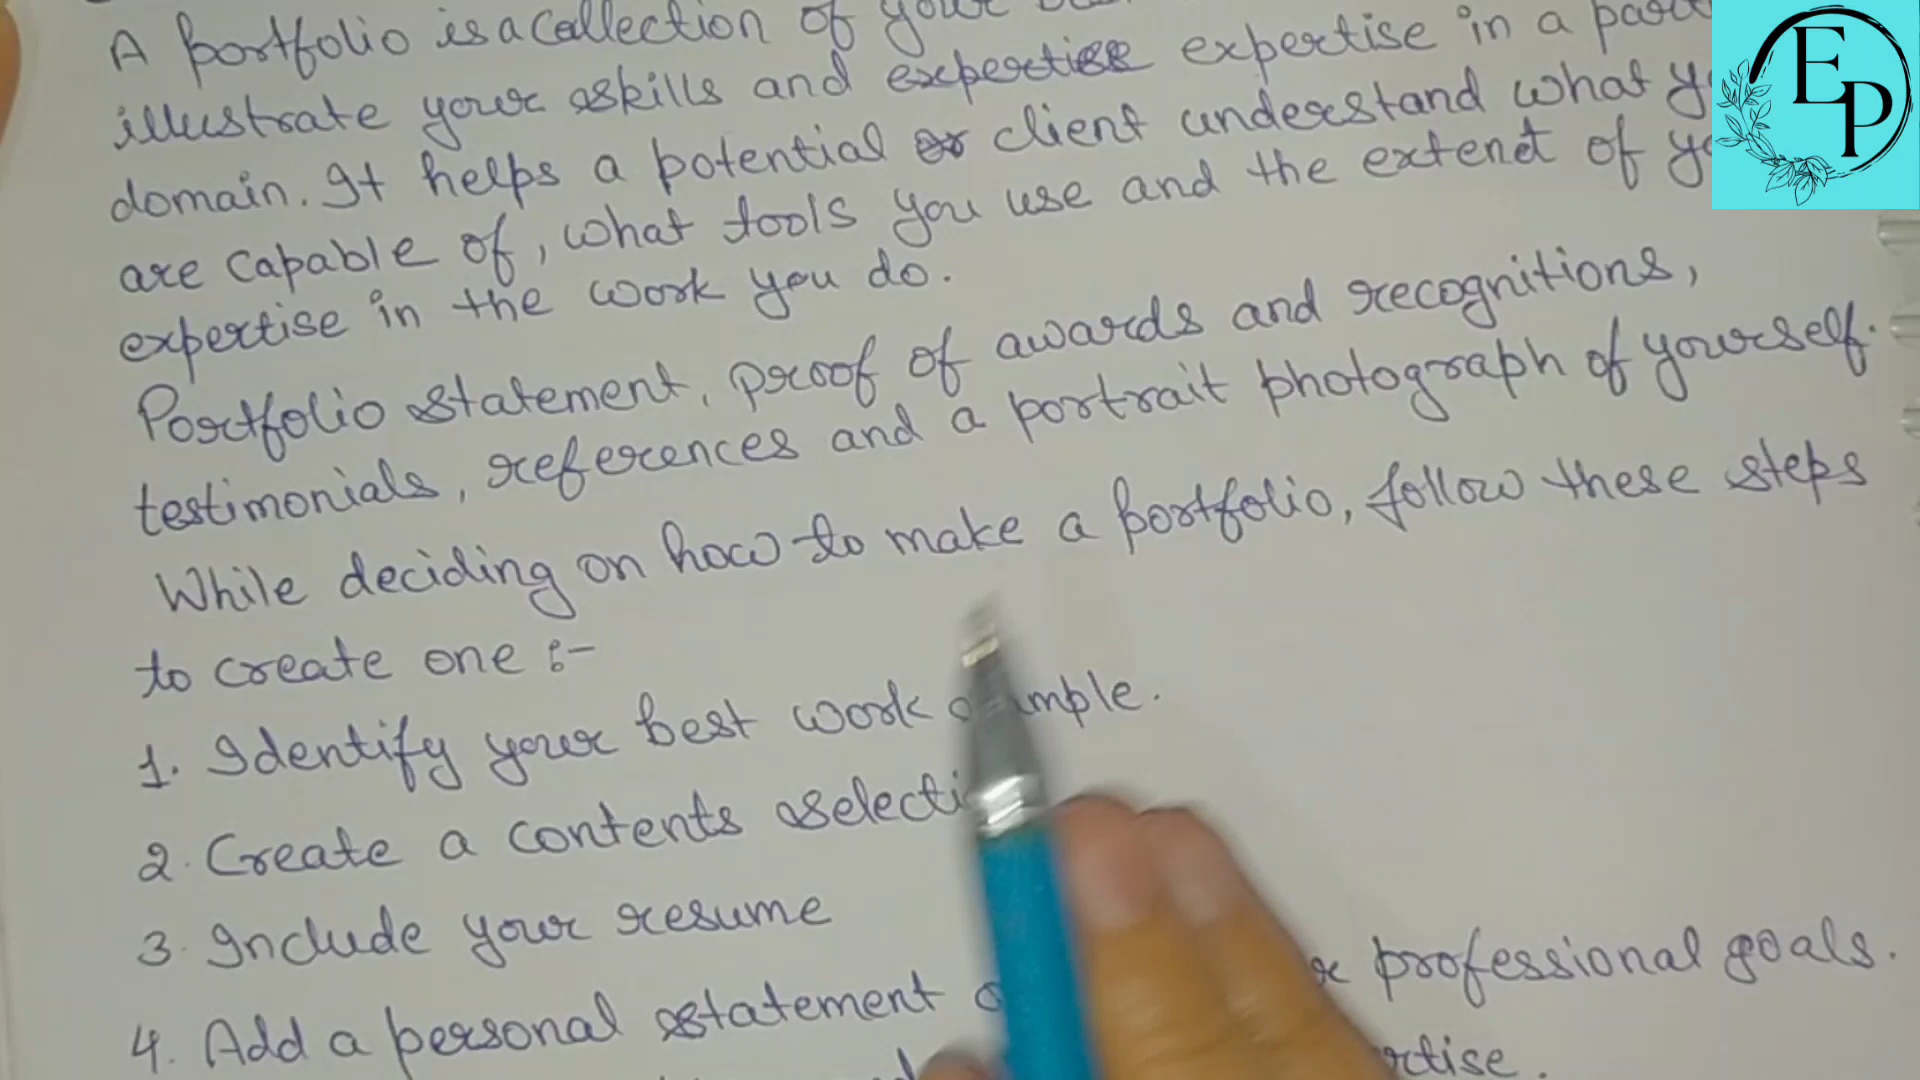 A portfolio is a collection of your
illustrate your skills and expertise expertise in a
domain. It helps a potential or client understand what
are capable of, what tools you use and the extent of
expertise in the work you do.
Portfolio statement, proof of awards and recognitions,
testimonials, references and a portrait photograph of yourself.
While deciding on how to make a portfolio, follow these steps
to create one :-
1. Identify your best work
2. Create a contents
3. Include your resume
4. Add a personal statement professional goals.
EP